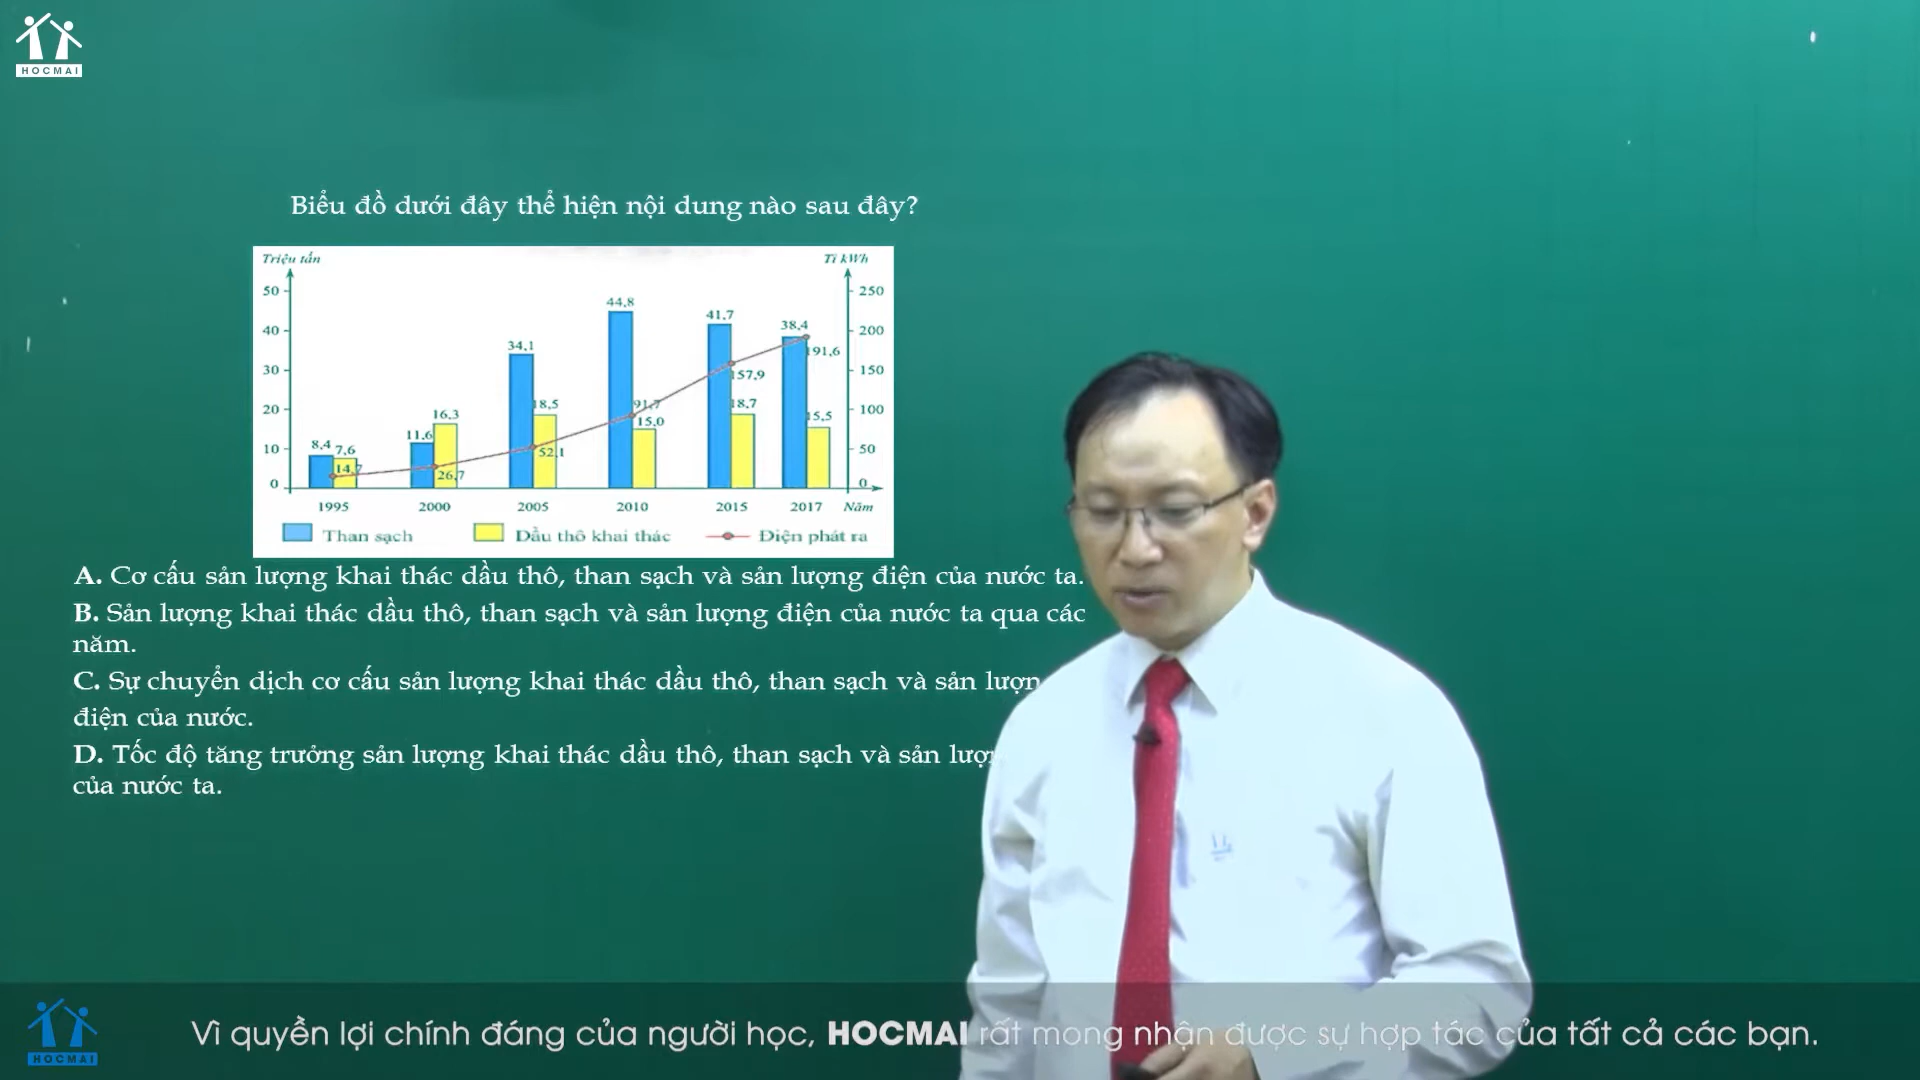 HOCMAI
Biểu đồ dưới đây thể hiện nội dung nào sau đây?
Triệu tấn Tỉ kWh
50 250
40 200
30 150
20 100
10 50
0 0
8,4 7,6 14,7
11,6 16,3 26,7
34,1 18,5 52,1
44,8 91,7 15,0
41,7 157,9 18,7
38,4 191,6 15,5
1995 2000 2005 2010 2015 2017 Năm
Than sạch Dầu thô khai thác Điện phát ra
A. Cơ cấu sản lượng khai thác dầu thô, than sạch và sản lượng điện của nước ta.
B. Sản lượng khai thác dầu thô, than sạch và sản lượng điện của nước ta qua các
năm.
C. Sự chuyển dịch cơ cấu sản lượng khai thác dầu thô, than sạch và sản
điện của nước.
D. Tốc độ tăng trưởng sản lượng khai thác dầu thô, than sạch và sản
của nước ta.
HOCMAI
Vì quyền lợi chính đáng của người học, HOCMAI rất mong nhận được sự hợp tác của tất cả các bạn.